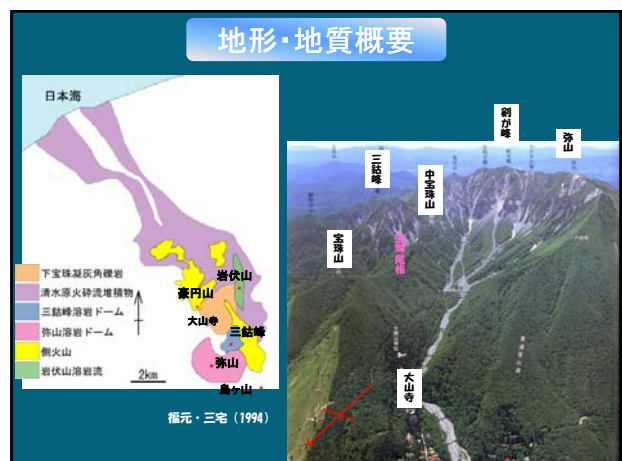 地形・地質概要
日本海
岩伏山
豪円山
大山寺
三鈷峰
弥山
烏ヶ山
下宝珠凝灰角礫岩
清水原火砕流堆積物
三鈷峰溶岩ドーム
弥山溶岩ドーム
側火山
岩伏山溶岩流
2km
福元・三宅（1994）
剣が峰
弥山
三鈷峰
中宝珠山
宝珠山
宝珠尾根
大山寺